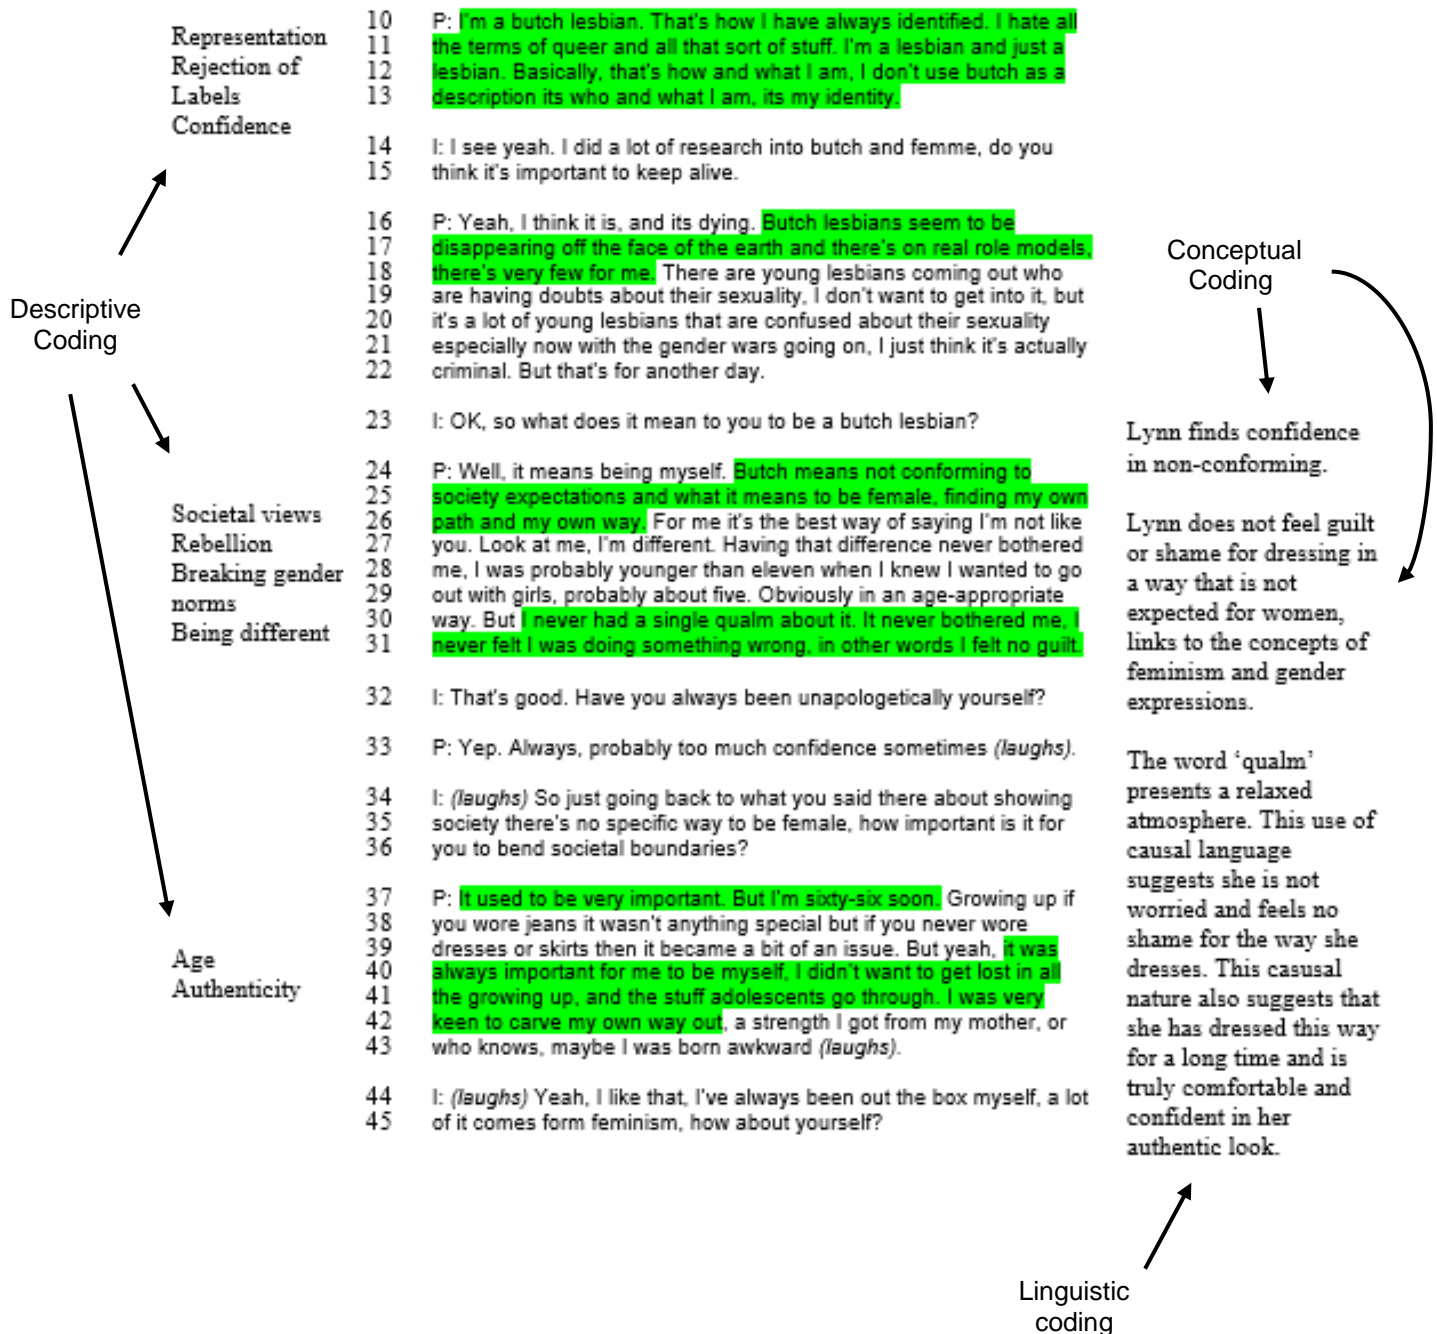 Representation
Rejection of
Labels
Confidence
10 P: I'm a butch lesbian. That's how I have always identified. I hate all
11 the terms of queer and all that sort of stuff. I'm a lesbian and just a
12 lesbian. Basically, that's how and what I am, I don't use butch as a
13 description its who and what I am, its my identity.
14 I: I see yeah. I did a lot of research into butch and femme, do you
15 think it's important to keep alive.
16 P: Yeah, I think it is, and its dying. Butch lesbians seem to be
17 disappearing off the face of the earth and there's on real role models,
18 there's very few for me. There are young lesbians coming out who
19 are having doubts about their sexuality, I don't want to get into it, but
20 it's a lot of young lesbians that are confused about their sexuality
21 especially now with the gender wars going on, I just think it's actually
22 criminal. But that's for another day.
Descriptive
Coding
Conceptual
Coding
23 I: OK, so what does it mean to you to be a butch lesbian?
Societal views
Rebellion
Breaking gender
norms
Being different
24 P: Well, it means being myself. Butch means not conforming to
25 society expectations and what it means to be female, finding my own
26 path and my own way. For me it's the best way of saying I'm not like
27 you. Look at me, I'm different. Having that difference never bothered
28 me, I was probably younger than eleven when I knew I wanted to go
29 out with girls, probably about five. Obviously in an age-appropriate
30 way. But I never had a single qualm about it. It never bothered me, I
31 never felt I was doing something wrong, in other words I felt no guilt.
32 I: That's good. Have you always been unapologetically yourself?
33 P: Yep. Always, probably too much confidence sometimes (laughs).
34 I: (laughs) So just going back to what you said there about showing
35 society there's no specific way to be female, how important is it for
36 you to bend societal boundaries?
Age
Authenticity
37 P: It used to be very important. But I'm sixty-six soon. Growing up if
38 you wore jeans it wasn't anything special but if you never wore
39 dresses or skirts then it became a bit of an issue. But yeah, it was
40 always important for me to be myself, I didn't want to get lost in all
41 the growing up, and the stuff adolescents go through. I was very
42 keen to carve my own way out, a strength I got from my mother, or
43 who knows, maybe I was born awkward (laughs).
44 I: (laughs) Yeah, I like that, I've always been out the box myself, a lot
45 of it comes form feminism, how about yourself?
Lynn finds confidence
in non-conforming.
Lynn does not feel guilt
or shame for dressing in
a way that is not
expected for women,
links to the concepts of
feminism and gender
expressions.
The word ‘qualm’
presents a relaxed
atmosphere. This use of
causal language
suggests she is not
worried and feels no
shame for the way she
dresses. This casusal
nature also suggests that
she has dressed this way
for a long time and is
truly comfortable and
confident in her
authentic look.
Linguistic
coding